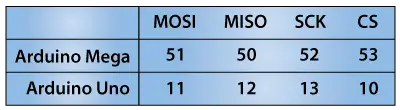 MOSI MISO SCK CS
Arduino Mega 51 50 52 53
Arduino Uno 11 12 13 10